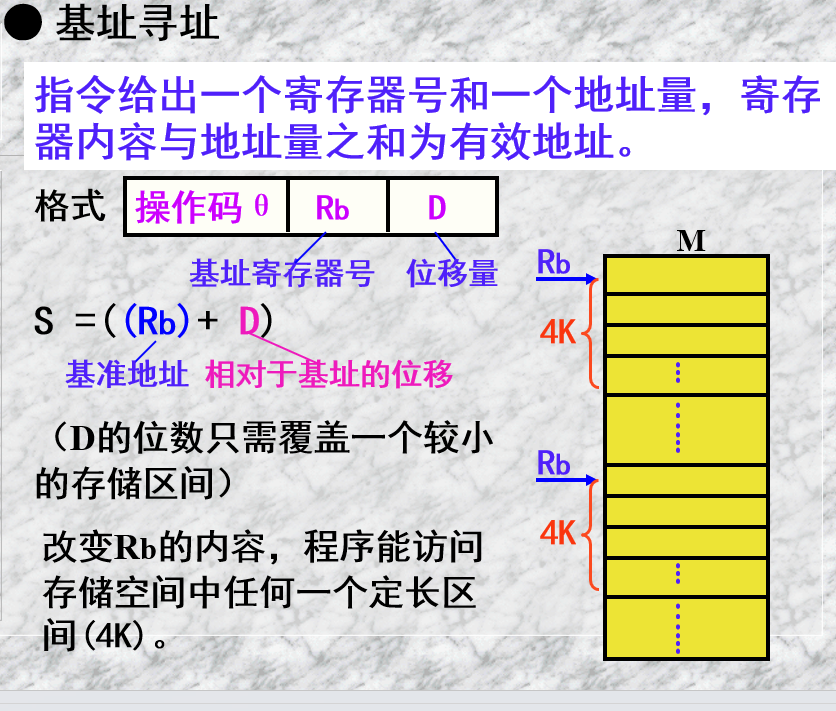 ● 基址寻址
指令给出一个寄存器号和一个地址量，寄存
器内容与地址量之和为有效地址。
格式 操作码 θ Rb D
基址寄存器号 位移量
S =((Rb)+ D)
基准地址 相对于基址的位移
（D的位数只需覆盖一个较小
的存储区间）
改变Rb的内容，程序能访问
存储空间中任何一个定长区
间(4K)。
M
Rb
4K
Rb
4K